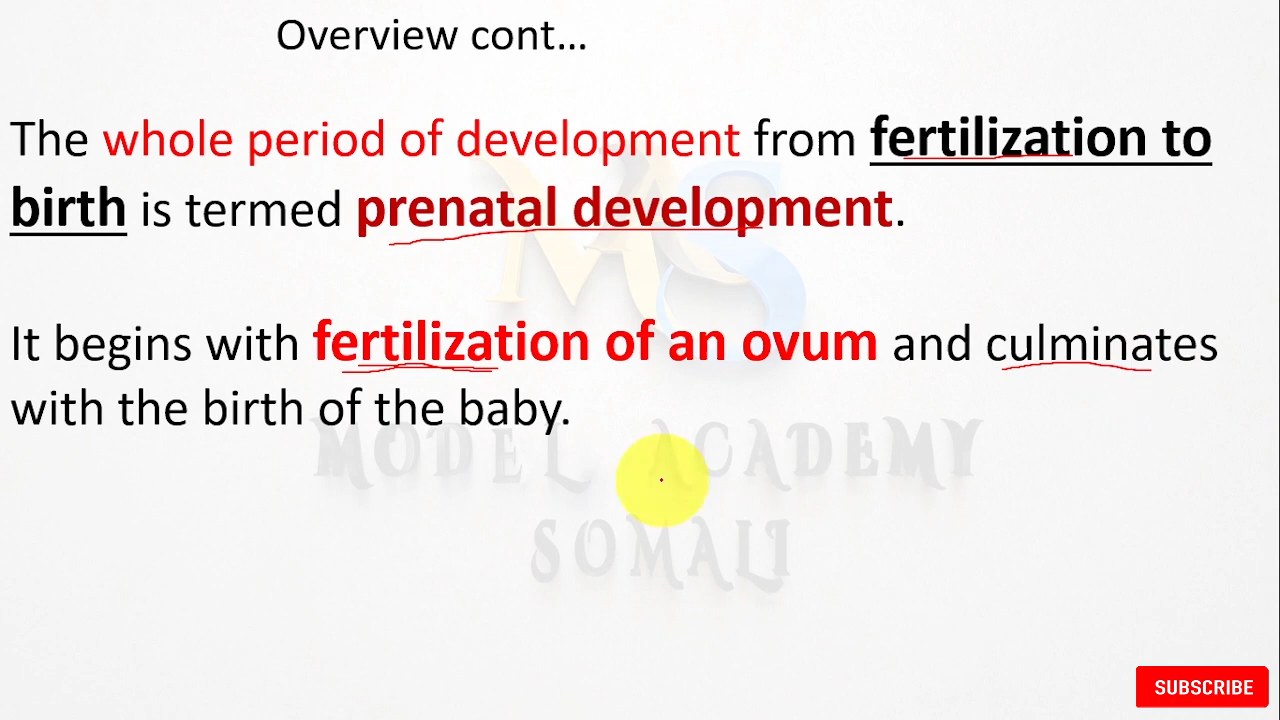 Overview cont...
The whole period of development from fertilization to
birth is termed prenatal development.
It begins with fertilization of an ovum and culminates
with the birth of the baby.
MODEL ACADEMY
SOMALI
SUBSCRIBE